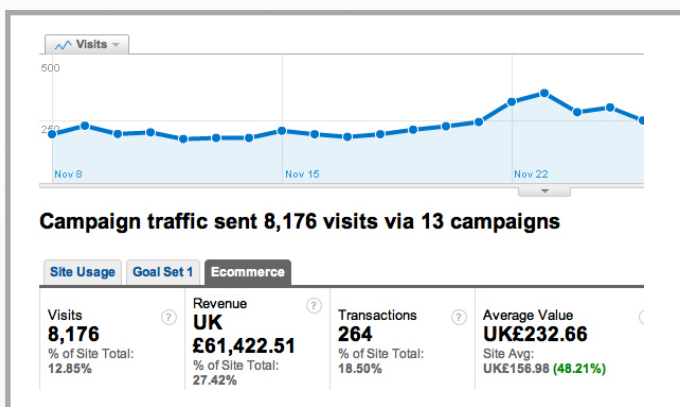 Visits
500
250
Nov 8
Nov 15
Nov 22
Campaign traffic sent 8,176 visits via 13 campaigns
Site Usage
Goal Set 1
Ecommerce
Visits
?
8,176
% of Site Total:
12.85%
Revenue
?
UK
£61,422.51
% of Site Total:
27.42%
Transactions
?
264
% of Site Total:
18.50%
Average Value
UK£232.66
Site Avg:
UK£156.98 (48.21%)